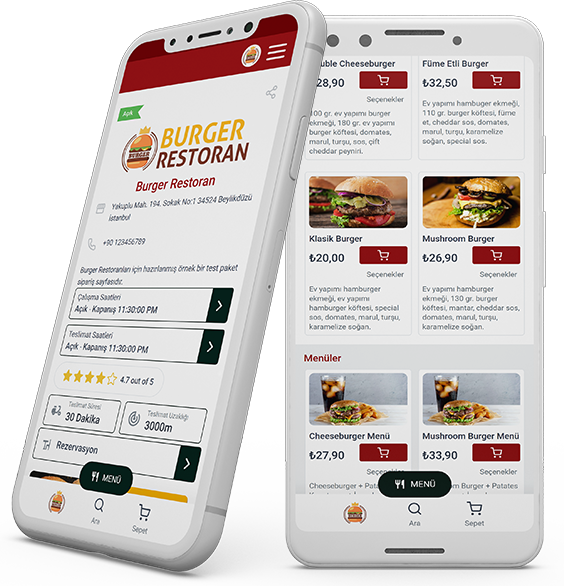 Açık
BURGER
RESTORAN
BURGER
Burger Restoran
Yakuplu Mah. 194. Sokak No:1 34524 Beylikdüzü
İstanbul
+90 123456789
Burger Restoranları için hazırlanmış örnek bir test paket
sipariş sayfasıdır.
Çalışma Saatleri
Açık - Kapanış 11:30:00 PM
Teslimat Saatleri
Açık - Kapanış 11:30:00 PM
4.7 out of 5
Teslimat Süresi
30 Dakika
Teslimat Uzaklığı
3000m
Rezervasyon
MENÜ
Ara
Sepet
uble Cheeseburger
28,90
Seçenekler
100 gr. ev yapımı burger
ekmeği, 180 gr. ev yapımı
burger köftesi, domates,
marul, turşu, sos, çift
cheddar peyniri.
Füme Etli Burger
₺32,50
Seçenekler
Ev yapımı hamburger ekmeği,
110 gr. burger köftesi, füme
et, cheddar sos, domates,
marul, turşu, karamelize
soğan, special sos.
Klasik Burger
₺20,00
Seçenekler
Ev yapımı hamburger
ekmeği, ev yapımı
hamburger köftesi, special
sos, domates, marul, turşu,
karamelize soğan.
Mushroom Burger
₺26,90
Seçenekler
Ev yapımı hamburger
ekmeği, 130 gr. burger
köftesi, mantar, cheddar sos,
domates, marul, turşu,
karamelize soğan.
Menüler
Cheeseburger Menü
₺27,90
Seçenekler
Cheeseburger + Patates
Mushroom Burger Menü
₺33,90
Seçenekler
Mushroom Burger + Patates
MENÜ
Ara
Sepet